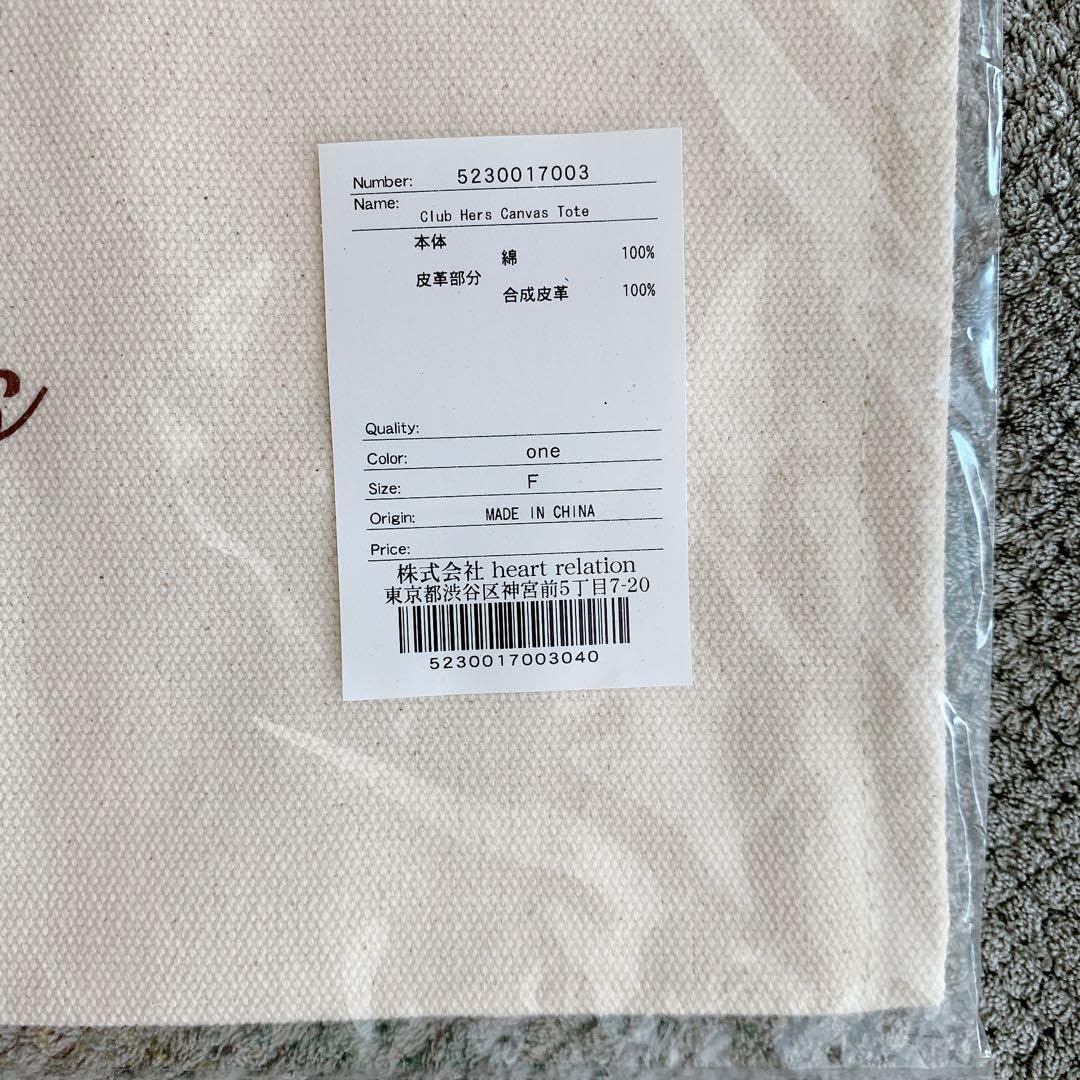 Number: 5230017003
Name: Club Hers Canvas Tote
本体
綿 100%
皮革部分
合成皮革 100%
Quality:
Color: one
Size: F
Origin: MADE IN CHINA
Price:
株式会社 heart relation
東京都渋谷区神宮前5丁目7-20
5230017003040